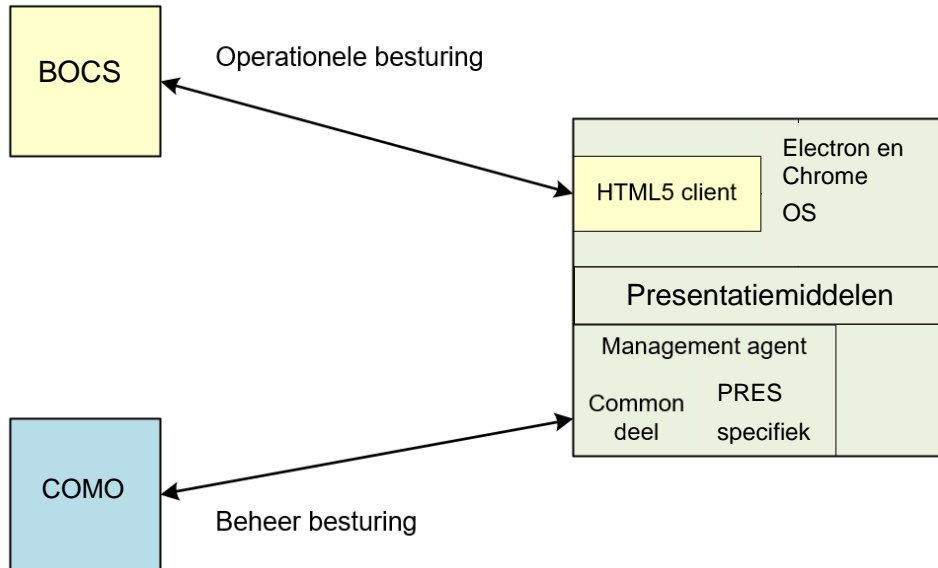 BOCS
Operationele besturing
HTML5 client
Electron en
Chrome
OS
Presentatiemiddelen
Management agent
Common
deel
PRES
specifiek
COMO
Beheer besturing